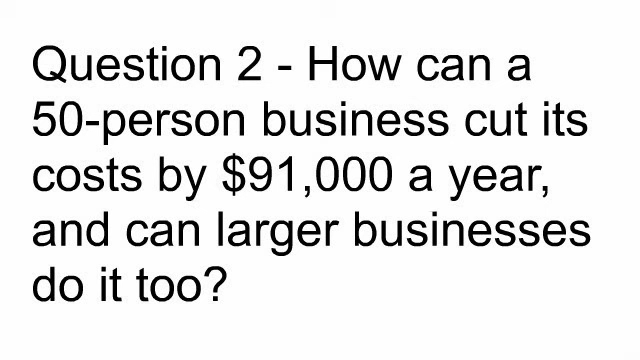 Question 2 - How can a
50-person business cut its
costs by $91,000 a year,
and can larger businesses
do it too?